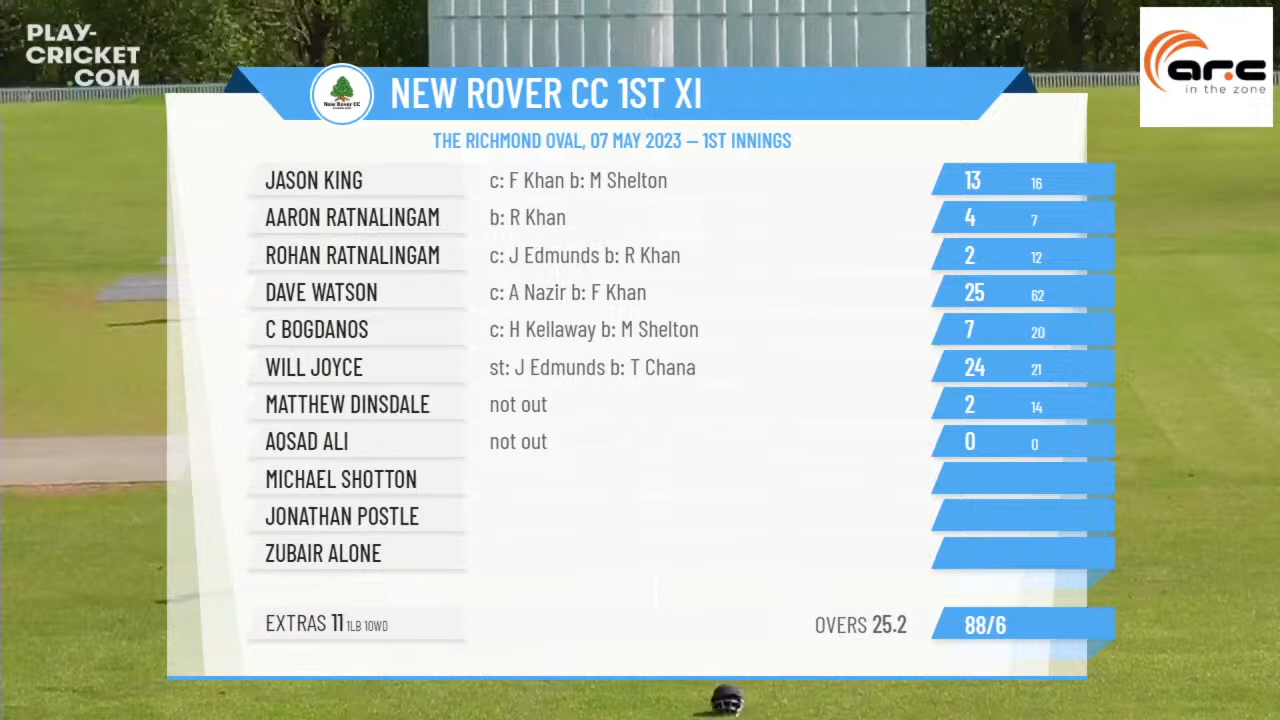 PLAY-
CRICKET
.COM
arc
in the zone
New Rover CC
NEW ROVER CC 1ST XI
THE RICHMOND OVAL, 07 MAY 2023 – 1ST INNINGS
JASON KING c: F Khan b: M Shelton 13 16
AARON RATNALINGAM b: R Khan 4 7
ROHAN RATNALINGAM c: J Edmunds b: R Khan 2 12
DAVE WATSON c: A Nazir b: F Khan 25 62
C BOGDANOS c: H Kellaway b: M Shelton 7 20
WILL JOYCE st: J Edmunds b: T Chana 24 21
MATTHEW DINSDALE not out 2 14
AQSAD ALI not out 0 0
MICHAEL SHOTTON
JONATHAN POSTLE
ZUBAIR ALONE
EXTRAS 11 1LB 10WD OVERS 25.2 88/6